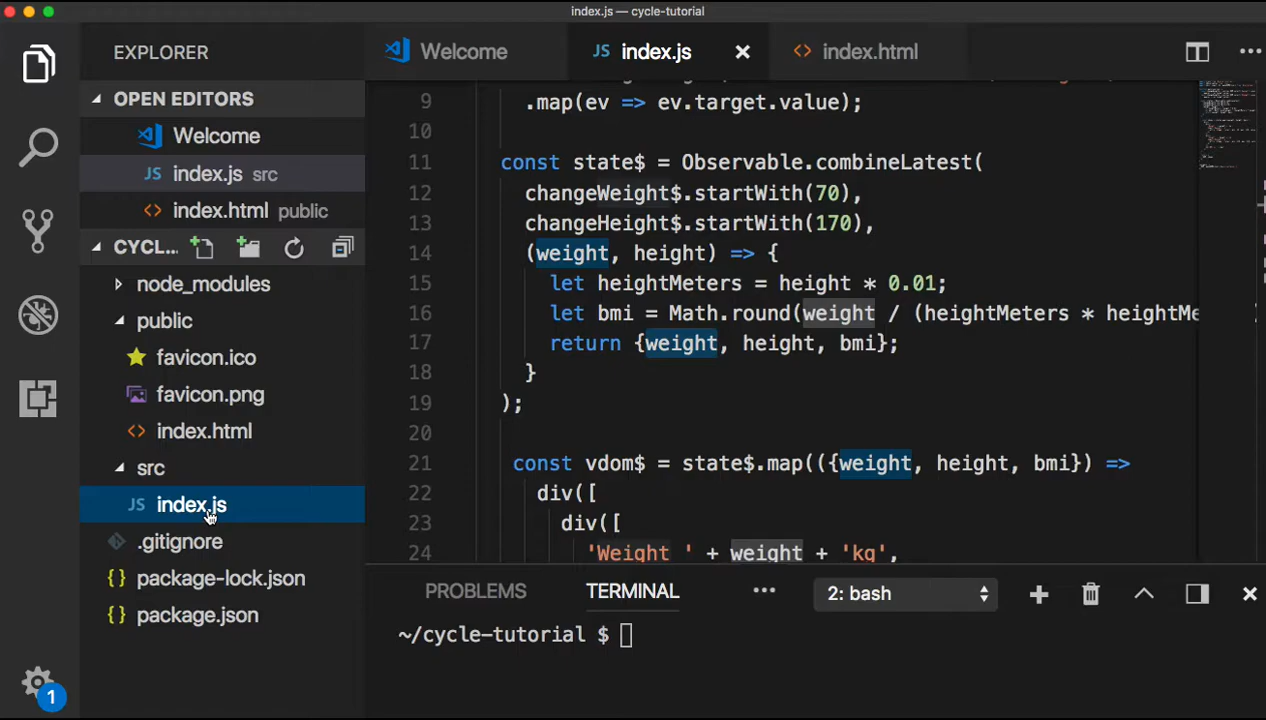 index.js — cycle-tutorial
EXPLORER
OPEN EDITORS
Welcome
JS index.js src
<> index.html public
CYCL...
node_modules
public
favicon.ico
favicon.png
<> index.html
src
JS index.js
.gitignore
{} package-lock.json
{} package.json
1
Welcome
JS index.js
<> index.html
9 .map(ev => ev.target.value);
10
11 const state$ = Observable.combineLatest(
12 changeWeight$.startWith(70),
13 changeHeight$.startWith(170),
14 (weight, height) => {
15 let heightMeters = height * 0.01;
16 let bmi = Math.round(weight / (heightMeters * heightMe
17 return {weight, height, bmi};
18 }
19 );
20
21 const vdom$ = state$.map(({weight, height, bmi}) =>
22 div([
23 div([
24 'Weight ' + weight + 'kg',
PROBLEMS TERMINAL ••• 2: bash
~/cycle-tutorial $